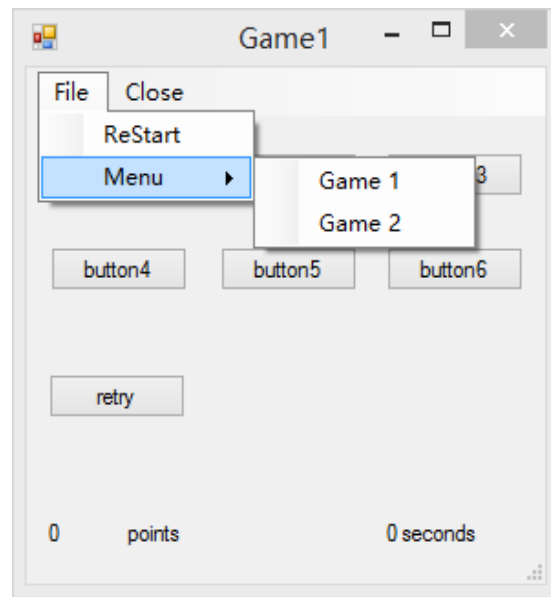 Game1
File Close
ReStart
Menu Game 1
3
Game 2
button4 button5 button6
retry
0 points 0 seconds